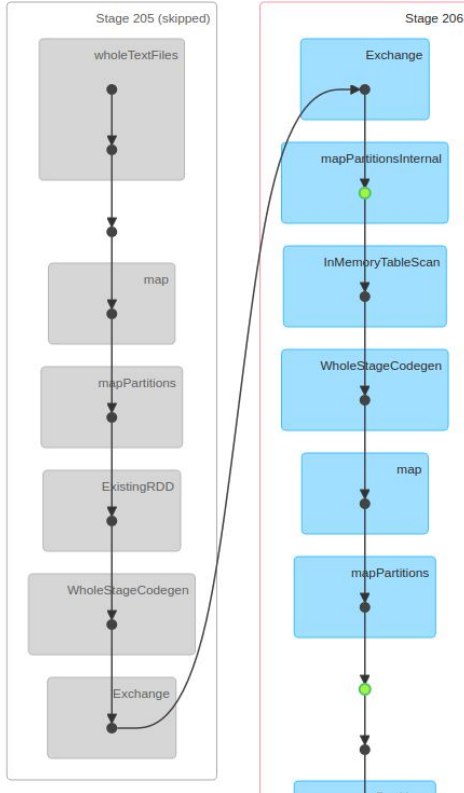 Stage 205 (skipped)
wholeTextFiles
map
mapPartitions
ExistingRDD
WholeStageCodegen
Exchange
Stage 206
Exchange
mapPartitionsInternal
InMemoryTableScan
WholeStageCodegen
map
mapPartitions